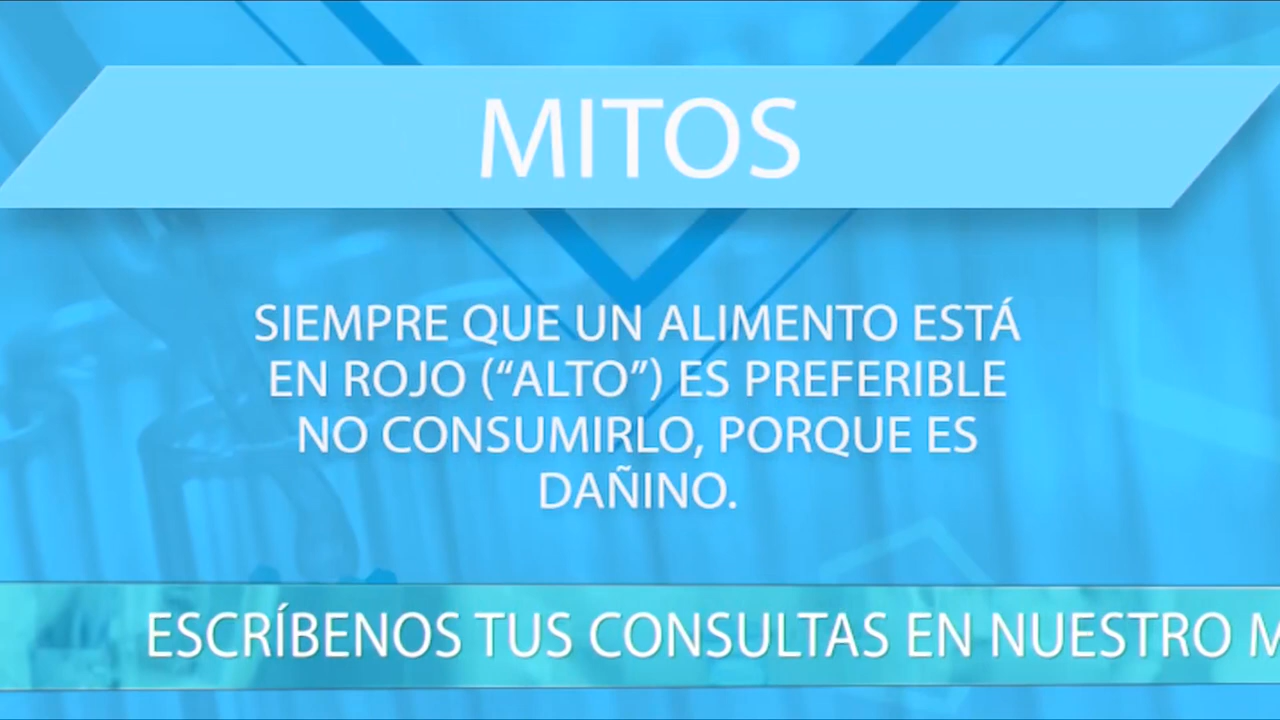 MITOS
SIEMPRE QUE UN ALIMENTO ESTÁ
EN ROJO (“ALTO”) ES PREFERIBLE
NO CONSUMIRLO, PORQUE ES
DAÑINO.
ESCRÍBENOS TUS CONSULTAS EN NUESTRO